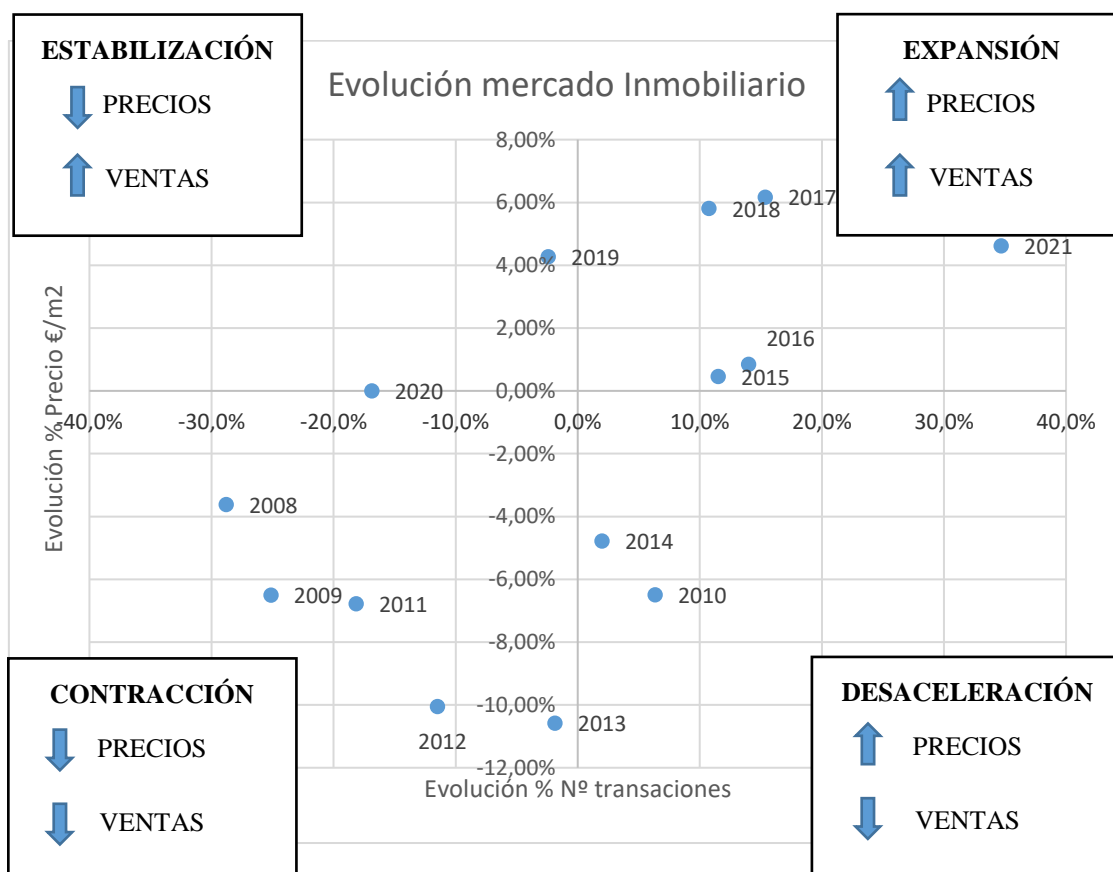 ESTABILIZACIÓN
PRECIOS
VENTAS
EXPANSIÓN
PRECIOS
VENTAS
Evolución mercado Inmobiliario
8,00%
6,00%
4,00%
2,00%
0,00%
-2,00%
-4,00%
-6,00%
-8,00%
-10,00%
-12,00%
-40,0%
-30,0%
-20,0%
-10,0%
0,0%
10,0%
20,0%
30,0%
40,0%
2017
2018
2021
2019
2016
2015
2020
2008
2014
2009
2011
2010
2013
2012
Evolución % Precio €/m2
Evolución % Nº transaciones
CONTRACCIÓN
PRECIOS
VENTAS
DESACELERACIÓN
PRECIOS
VENTAS